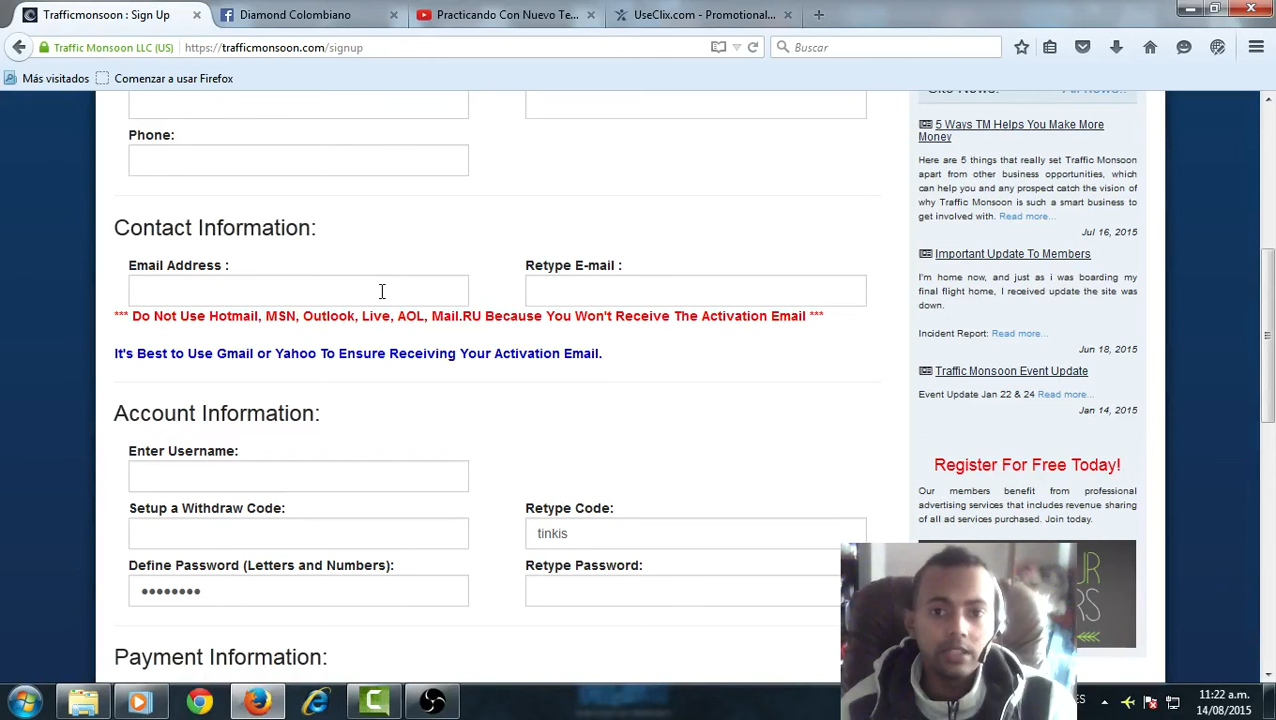 Trafficmonsoon : Sign Up
Diamond Colombiano
Practicando Con Nuevo Te...
UseClix.com - Promotional...
Traffic Monsoon LLC (US)
https://trafficmonsoon.com/signup
Buscar
Más visitados
Comenzar a usar Firefox
Site News:
All News..
Phone:
5 Ways TM Helps You Make More
Money
Here are 5 things that really set Traffic Monsoon
apart from other business opportunities, which
can help you and any prospect catch the vision of
why Traffic Monsoon is such a smart business to
get involved with. Read more...
Jul 16, 2015
Contact Information:
Email Address :
Retype E-mail :
*** Do Not Use Hotmail, MSN, Outlook, Live, AOL, Mail.RU Because You Won't Receive The Activation Email ***
It's Best to Use Gmail or Yahoo To Ensure Receiving Your Activation Email.
Important Update To Members
I'm home now, and just as i was boarding my
final flight home, I received update the site was
down.
Incident Report: Read more...
Jun 18, 2015
Traffic Monsoon Event Update
Event Update Jan 22 & 24 Read more...
Jan 14, 2015
Account Information:
Enter Username:
Setup a Withdraw Code:
Retype Code:
tinkis
Define Password (Letters and Numbers):
Retype Password:
Register For Free Today!
Our members benefit from professional
advertising services that includes revenue sharing
of all ad services purchased. Join today.
Payment Information:
ES
11:22 a.m.
14/08/2015